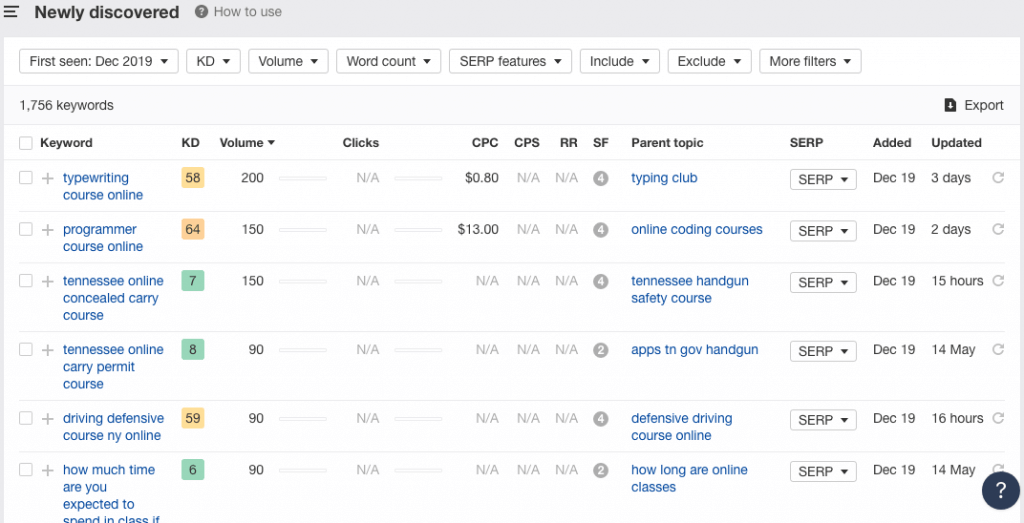 Newly discovered ? How to use
First seen: Dec 2019 KD Volume Word count SERP features Include Exclude More filters
1,756 keywords Export
Keyword KD Volume Clicks CPC CPS RR SF Parent topic SERP Added Updated
typewriting 58 200 N/A $0.80 N/A N/A 4 typing club SERP Dec 19 3 days
course online
programmer 64 150 N/A $13.00 N/A N/A 4 online coding courses SERP Dec 19 2 days
course online
tennessee online 7 150 N/A N/A N/A N/A 4 tennessee handgun SERP Dec 19 15 hours
concealed carry safety course
course
tennessee online 8 90 N/A N/A N/A N/A 2 apps tn gov handgun SERP Dec 19 14 May
carry permit
course
driving defensive 59 90 N/A N/A N/A N/A 4 defensive driving SERP Dec 19 16 hours
course ny online course online
how much time 6 90 N/A N/A N/A N/A 2 how long are online SERP Dec 19 14 May
are you classes
expected to
spend in class if
?